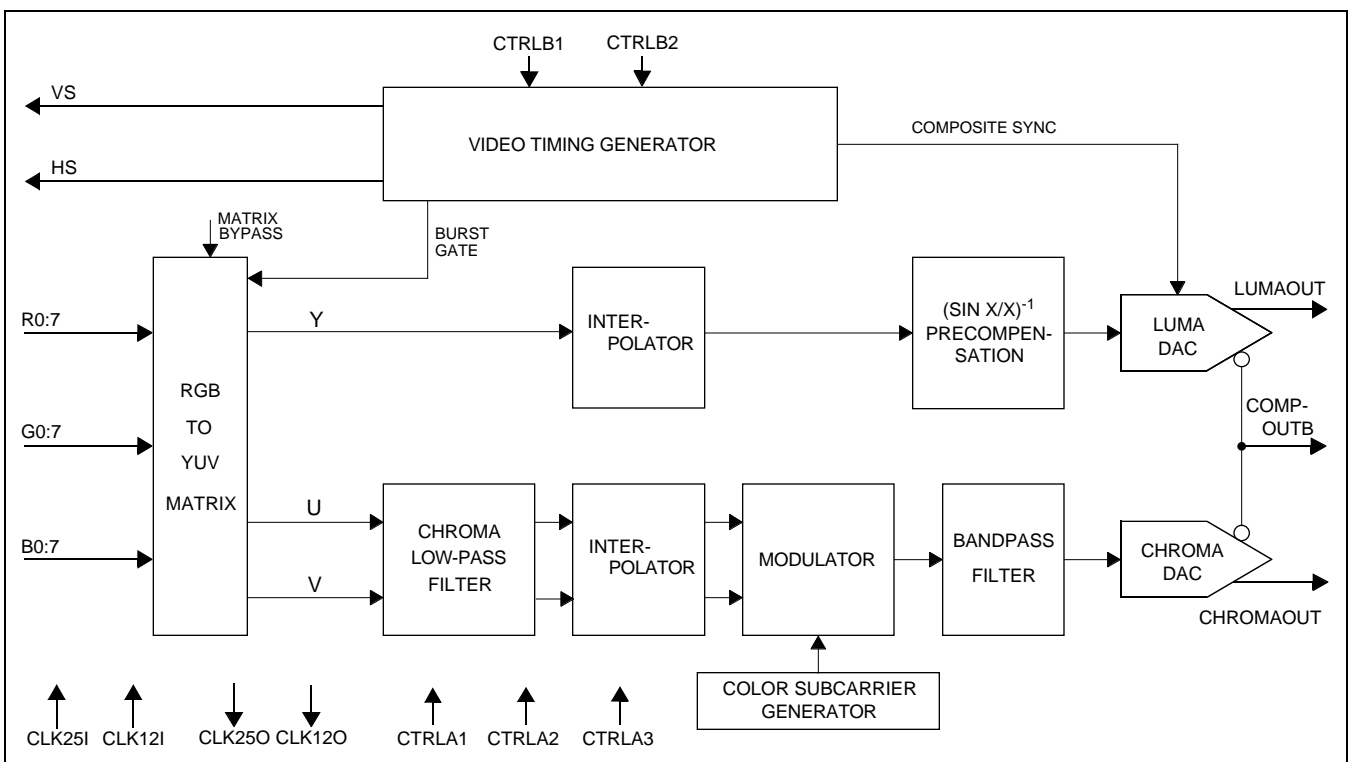 CTRLB1
CTRLB2
VS
VIDEO TIMING GENERATOR
COMPOSITE SYNC
HS
MATRIX
BYPASS
BURST
GATE
R0:7
G0:7
B0:7
RGB
TO
YUV
MATRIX
Y
INTER-
POLATOR
(SIN X/X)-1
PRECOMPEN-
SATION
LUMA
DAC
LUMAOUT
COMP-
OUTB
U
V
CHROMA
LOW-PASS
FILTER
INTER-
POLATOR
MODULATOR
BANDPASS
FILTER
CHROMA
DAC
CHROMAOUT
COLOR SUBCARRIER
GENERATOR
CLK25I
CLK12I
CLK25O
CLK12O
CTRLA1
CTRLA2
CTRLA3